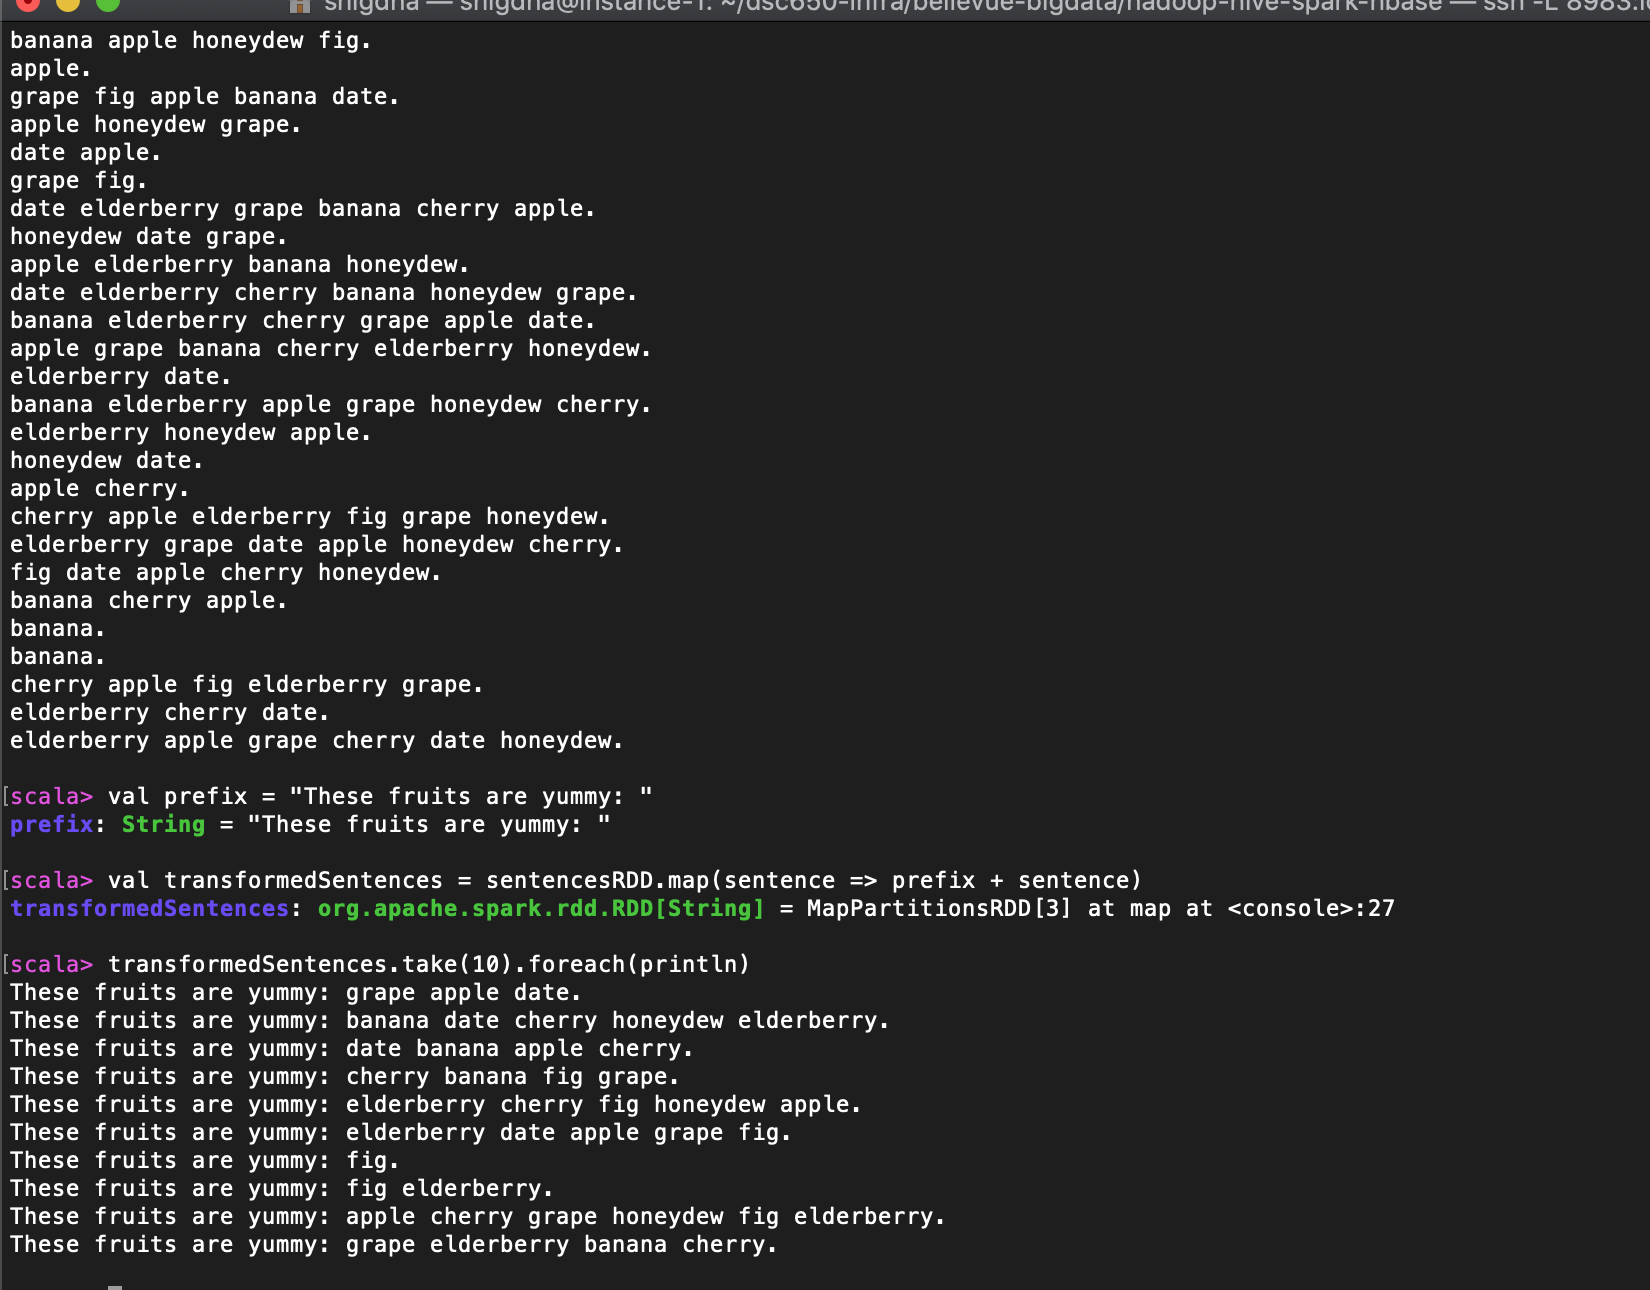 shigdha — shigdha@instance-1: ~/dsc650-infra/bellevue-bigdata/hadoop-hive-spark-hbase — ssh -L 8983:
banana apple honeydew fig.
apple.
grape fig apple banana date.
apple honeydew grape.
date apple.
grape fig.
date elderberry grape banana cherry apple.
honeydew date grape.
apple elderberry banana honeydew.
date elderberry cherry banana honeydew grape.
banana elderberry cherry grape apple date.
apple grape banana cherry elderberry honeydew.
elderberry date.
banana elderberry apple grape honeydew cherry.
elderberry honeydew apple.
honeydew date.
apple cherry.
cherry apple elderberry fig grape honeydew.
elderberry grape date apple honeydew cherry.
fig date apple cherry honeydew.
banana cherry apple.
banana.
banana.
cherry apple fig elderberry grape.
elderberry cherry date.
elderberry apple grape cherry date honeydew.
[scala> val prefix = "These fruits are yummy: "
prefix: String = "These fruits are yummy: "
[scala> val transformedSentences = sentencesRDD.map(sentence => prefix + sentence)
transformedSentences: org.apache.spark.rdd.RDD[String] = MapPartitionsRDD[3] at map at <console>:27
[scala> transformedSentences.take(10).foreach(println)
These fruits are yummy: grape apple date.
These fruits are yummy: banana date cherry honeydew elderberry.
These fruits are yummy: date banana apple cherry.
These fruits are yummy: cherry banana fig grape.
These fruits are yummy: elderberry cherry fig honeydew apple.
These fruits are yummy: elderberry date apple grape fig.
These fruits are yummy: fig.
These fruits are yummy: fig elderberry.
These fruits are yummy: apple cherry grape honeydew fig elderberry.
These fruits are yummy: grape elderberry banana cherry.